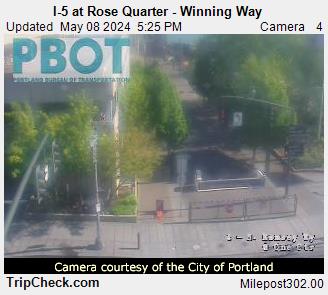 I-5 at Rose Quarter - Winning Way
Updated May 08 2024 5:25 PM Camera 4
PBOT
PORTLAND BUREAU OF TRANSPORTATION
Camera courtesy of the City of Portland
TripCheck.com Milepost302.00